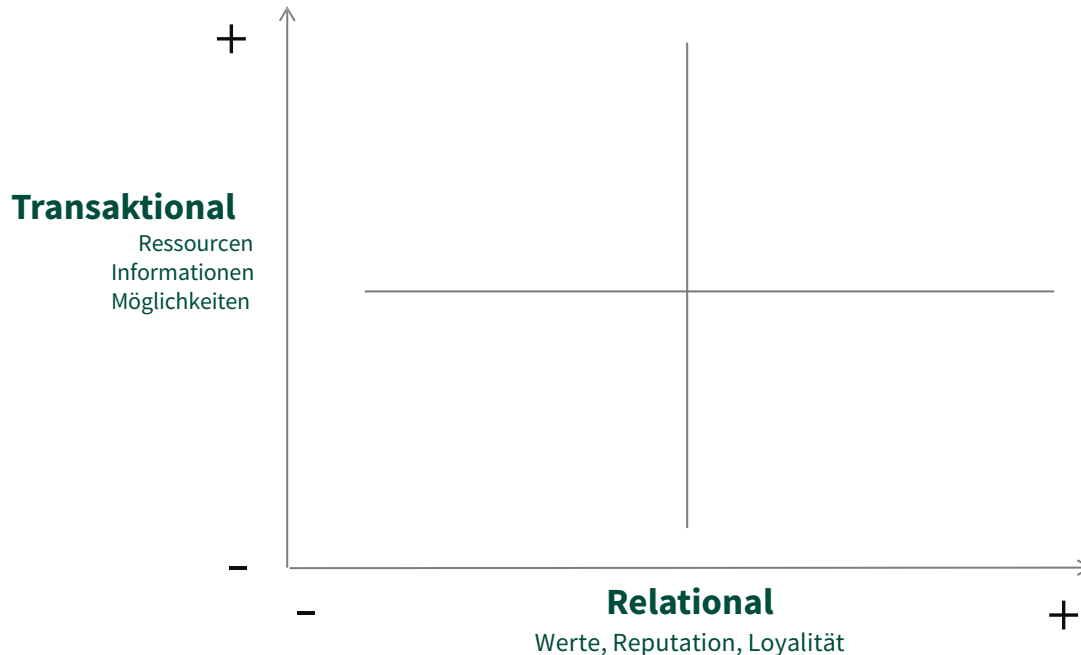 +
Transaktional
Ressourcen
Informationen
Möglichkeiten
-
-
Relational
+
Werte, Reputation, Loyalität